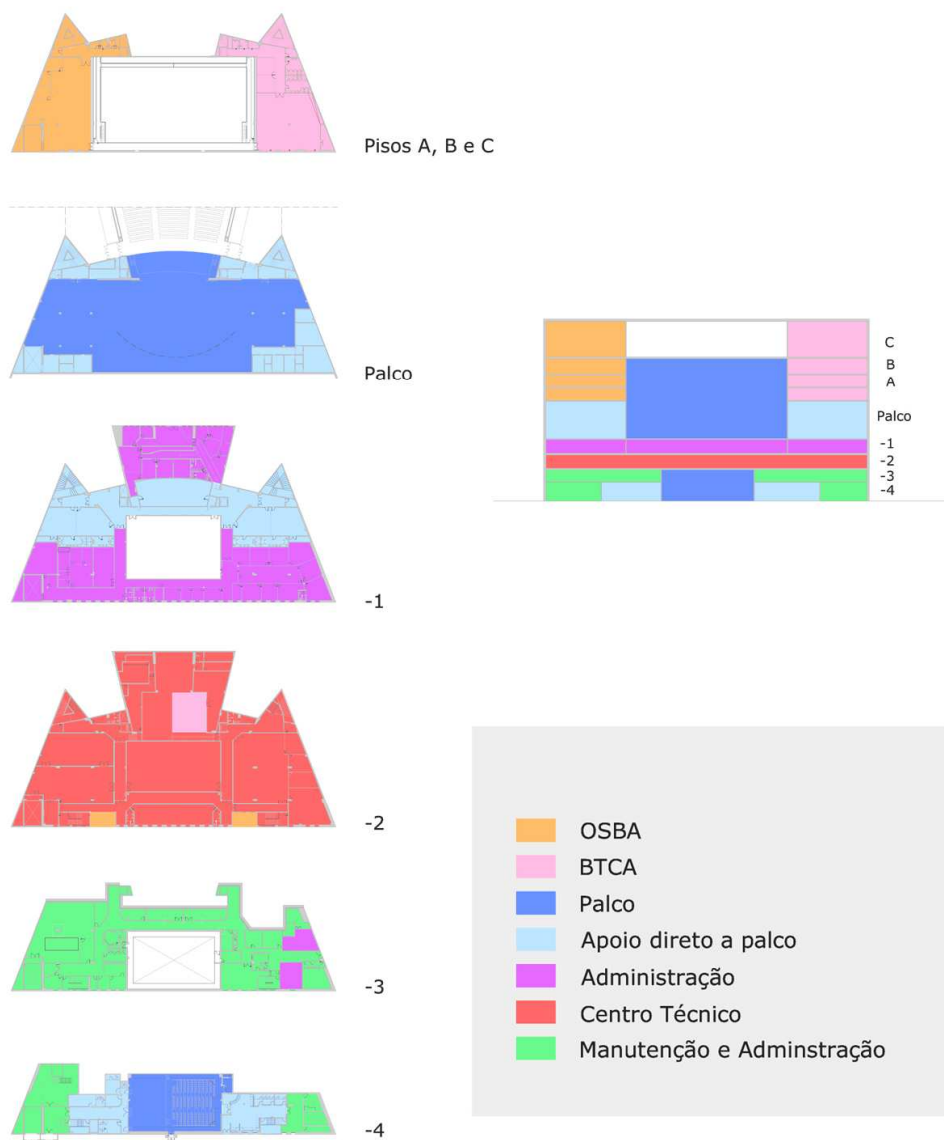 Pisos A, B e C
Palco
-1
-2
-3
-4
C
B
A
Palco
-1
-2
-3
-4
OSBA
BTCA
Palco
Apoio direto a palco
Administração
Centro Técnico
Manutenção e Adminstração